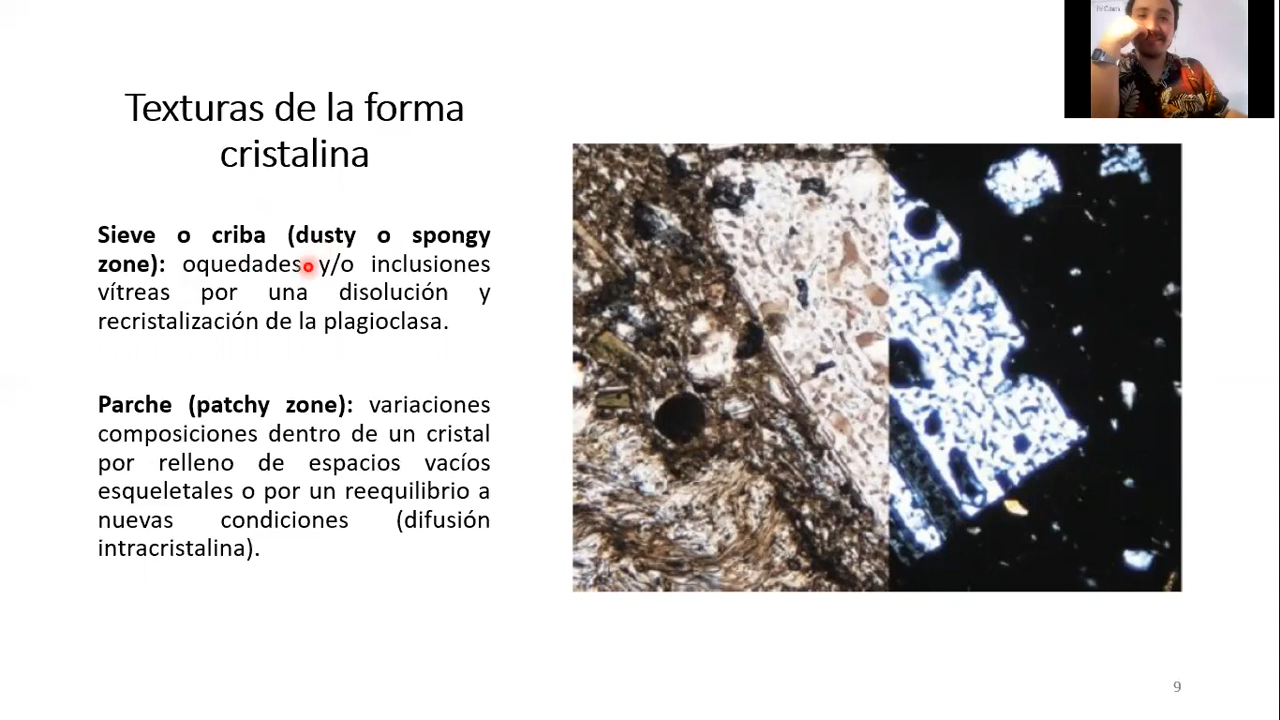 Texturas de la forma
cristalina
Sieve o criba (dusty o spongy
zone): oquedades y/o inclusiones
vítreas por una disolución y
recristalización de la plagioclasa.
Parche (patchy zone): variaciones
composiciones dentro de un cristal
por relleno de espacios vacíos
esqueletales o por un reequilibrio a
nuevas condiciones (difusión
intracristalina).
9